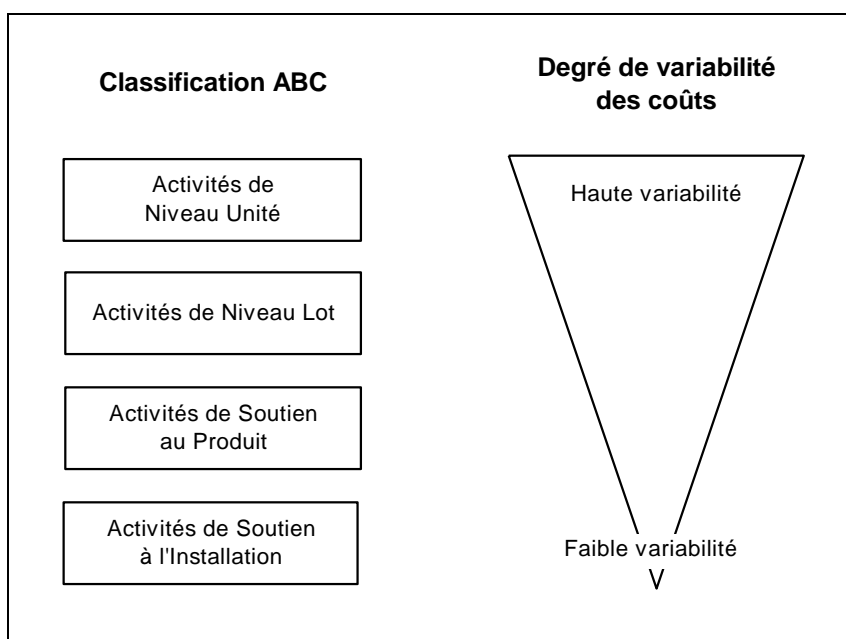 Classification ABC
Degré de variabilité
des coûts
Activités de
Niveau Unité
Haute variabilité
Activités de Niveau Lot
Activités de Soutien
au Produit
Activités de Soutien
à l'Installation
Faible variabilité